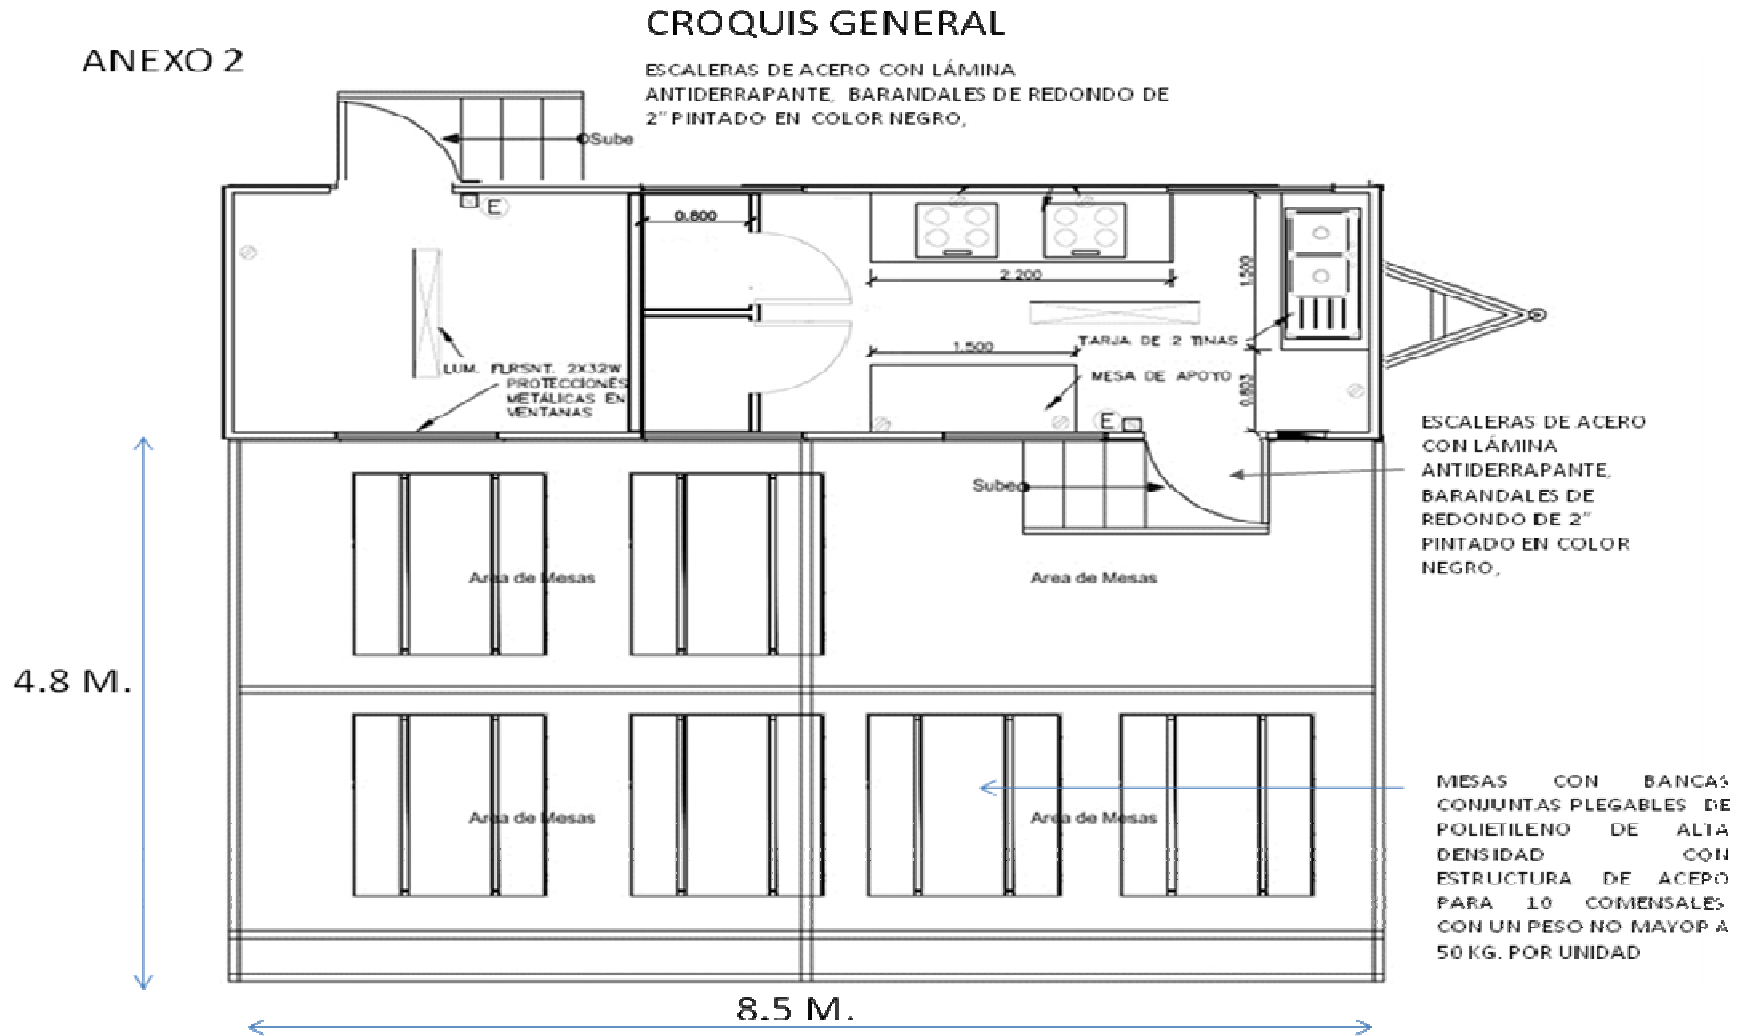 CROQUIS GENERAL
ANEXO 2
ESCALERAS DE ACERO CON LÁMINA
ANTIDERRAPANTE, BARANDALES DE REDONDO DE
2" PINTADO EN COLOR NEGRO,
Sube
E
0.800
2.200
1.500
TARJA DE 2 TINAS
1.500
MESA DE APOYO
0.803
LUM. FLRSNT. 2X32W
PROTECCIONES
METÁLICAS EN
VENTANAS
E
Sube
ESCALERAS DE ACERO
CON LÁMINA
ANTIDERRAPANTE,
BARANDALES DE
REDONDO DE 2"
PINTADO EN COLOR
NEGRO,
Area de Mesas
Area de Mesas
4.8 M.
Area de Mesas
Area de Mesas
MESAS CON BANCAS
CONJUNTAS PLEGABLES DE
POLIETILENO DE ALTA
DENSIDAD CON
ESTRUCTURA DE ACERO
PARA 10 COMENSALES
CON UN PESO NO MAYOR A
50 KG. POR UNIDAD
8.5 M.